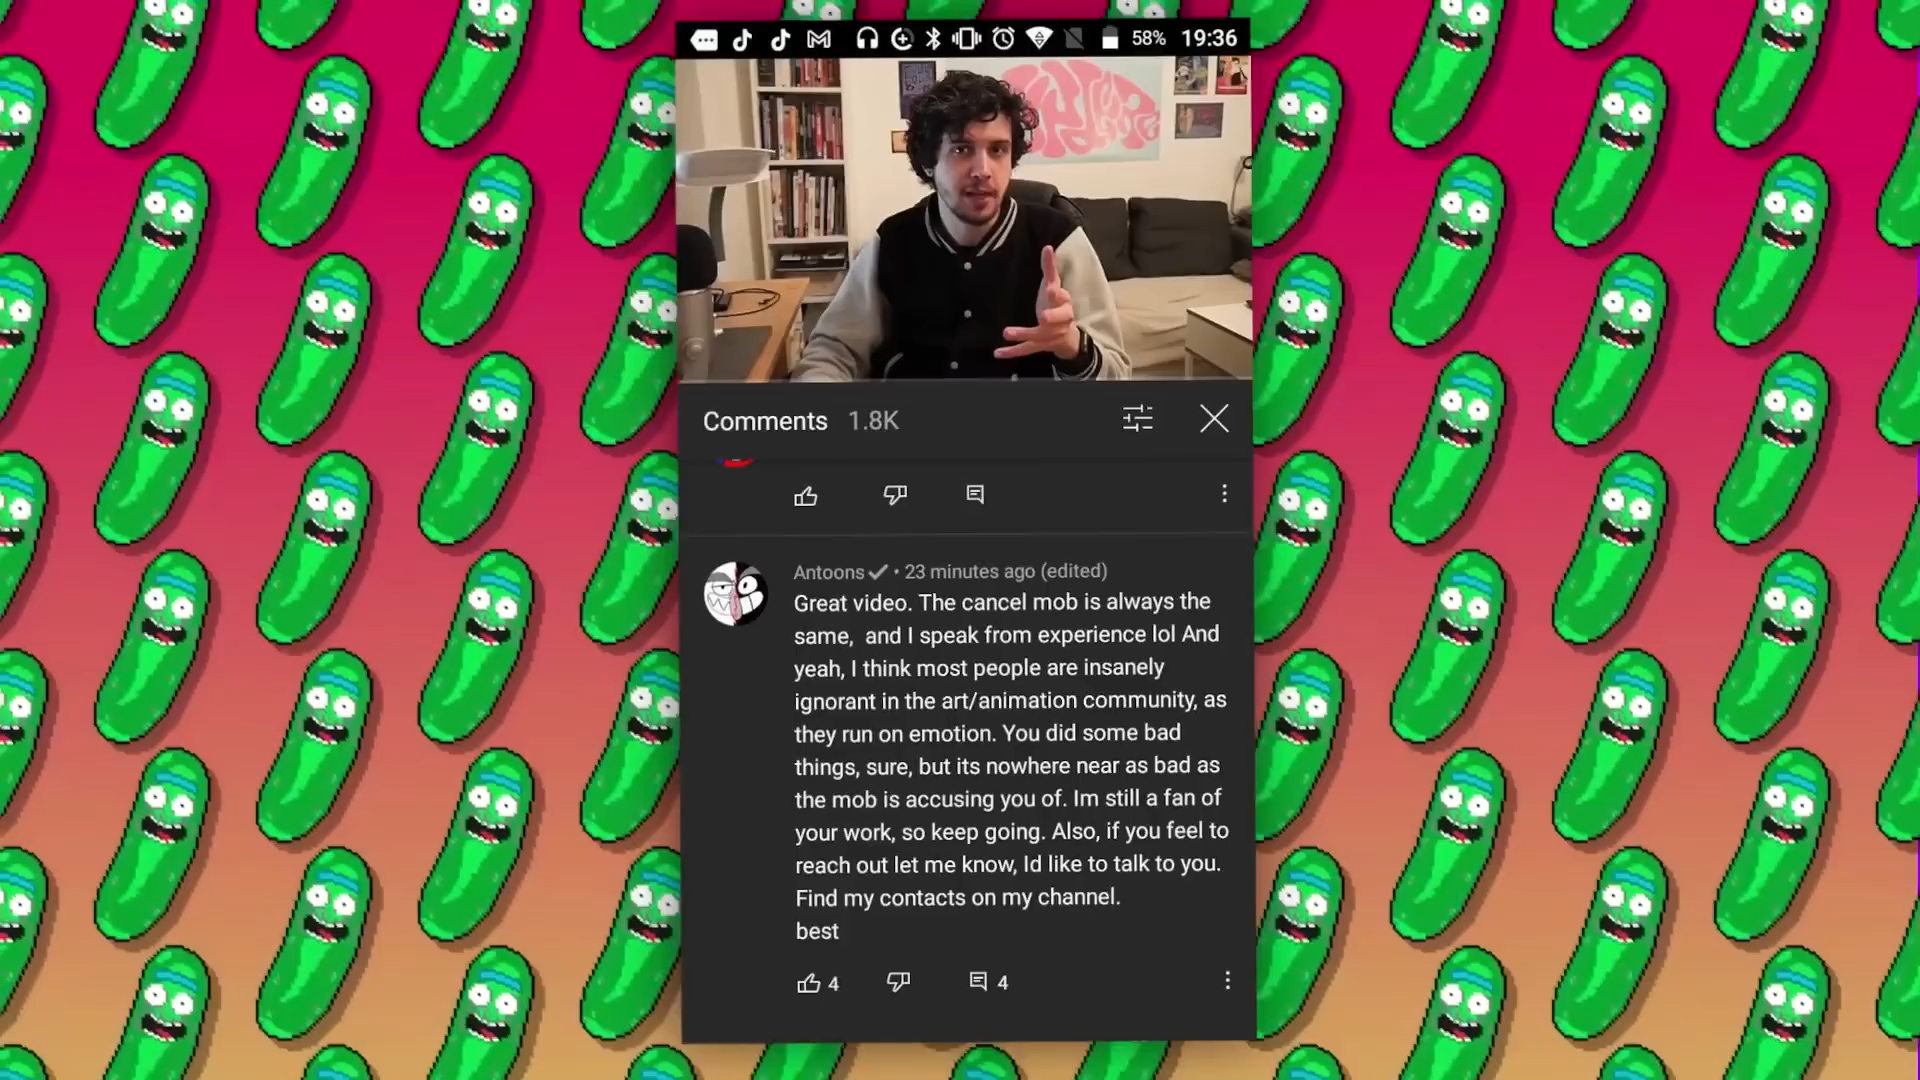 58% 19:36
Comments 1.8K
Antoons • 23 minutes ago (edited)
Great video. The cancel mob is always the
same,  and I speak from experience lol And
yeah, I think most people are insanely
ignorant in the art/animation community, as
they run on emotion. You did some bad
things, sure, but its nowhere near as bad as
the mob is accusing you of. Im still a fan of
your work, so keep going. Also, if you feel to
reach out let me know, Id like to talk to you.
Find my contacts on my channel.
best
4 4